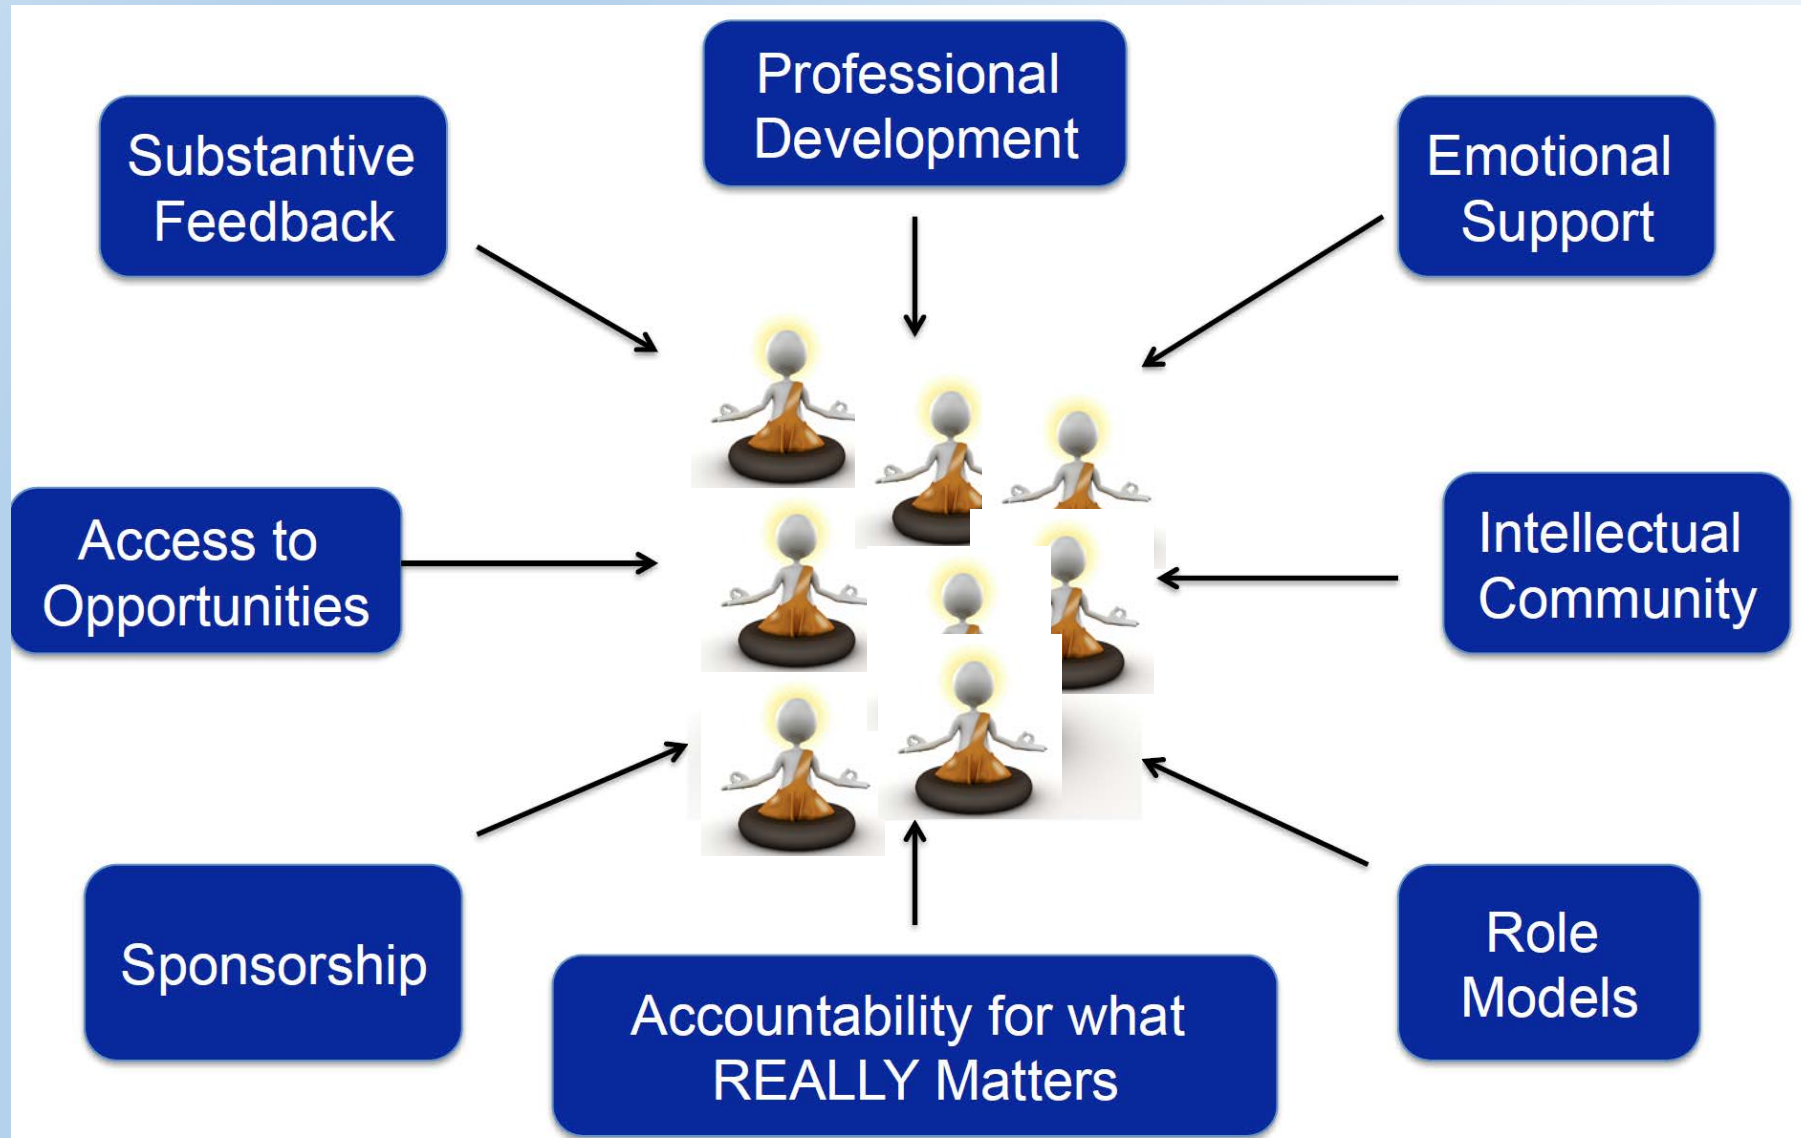 Professional
Development
Substantive
Feedback
Emotional
Support
Access to
Opportunities
Intellectual
Community
Sponsorship
Role
Models
Accountability for what
REALLY Matters